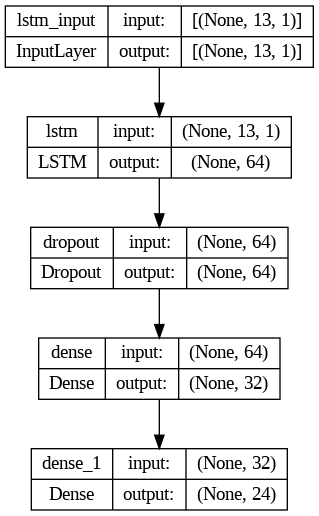 lstm_input input: [(None, 13, 1)]
InputLayer output: [(None, 13, 1)]
lstm input: (None, 13, 1)
LSTM output: (None, 64)
dropout input: (None, 64)
Dropout output: (None, 64)
dense input: (None, 64)
Dense output: (None, 32)
dense_1 input: (None, 32)
Dense output: (None, 24)